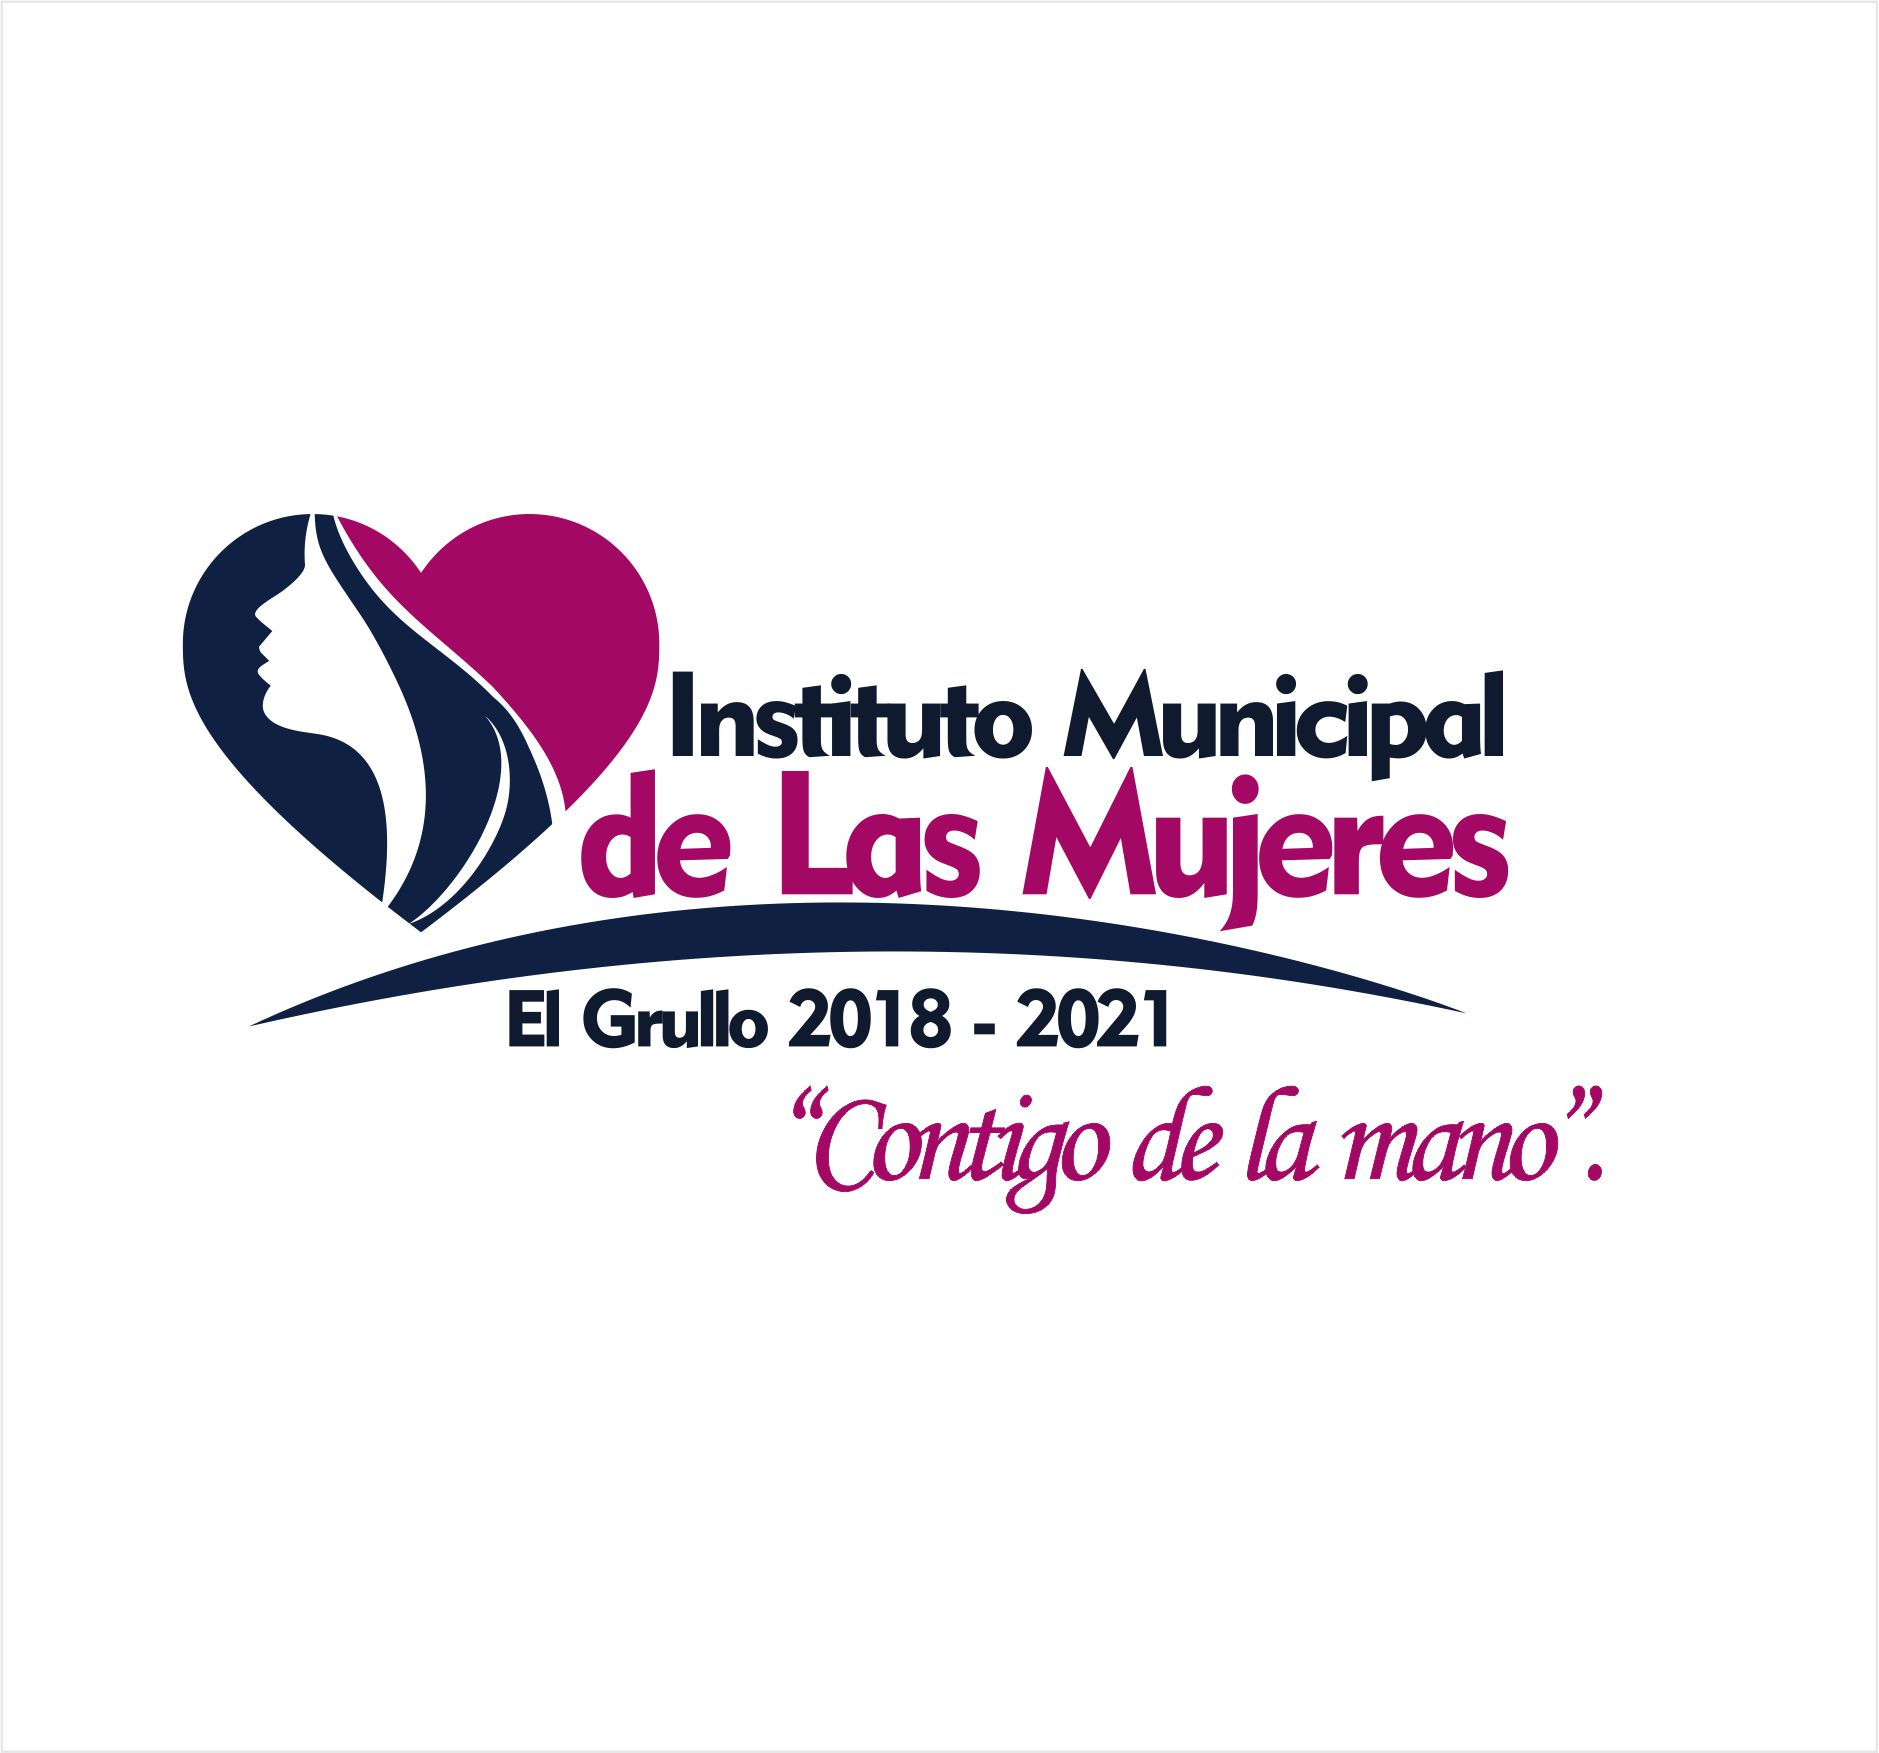 Instituto Municipal
de Las Mujeres
El Grullo 2018 - 2021
“Contigo de la mano”.